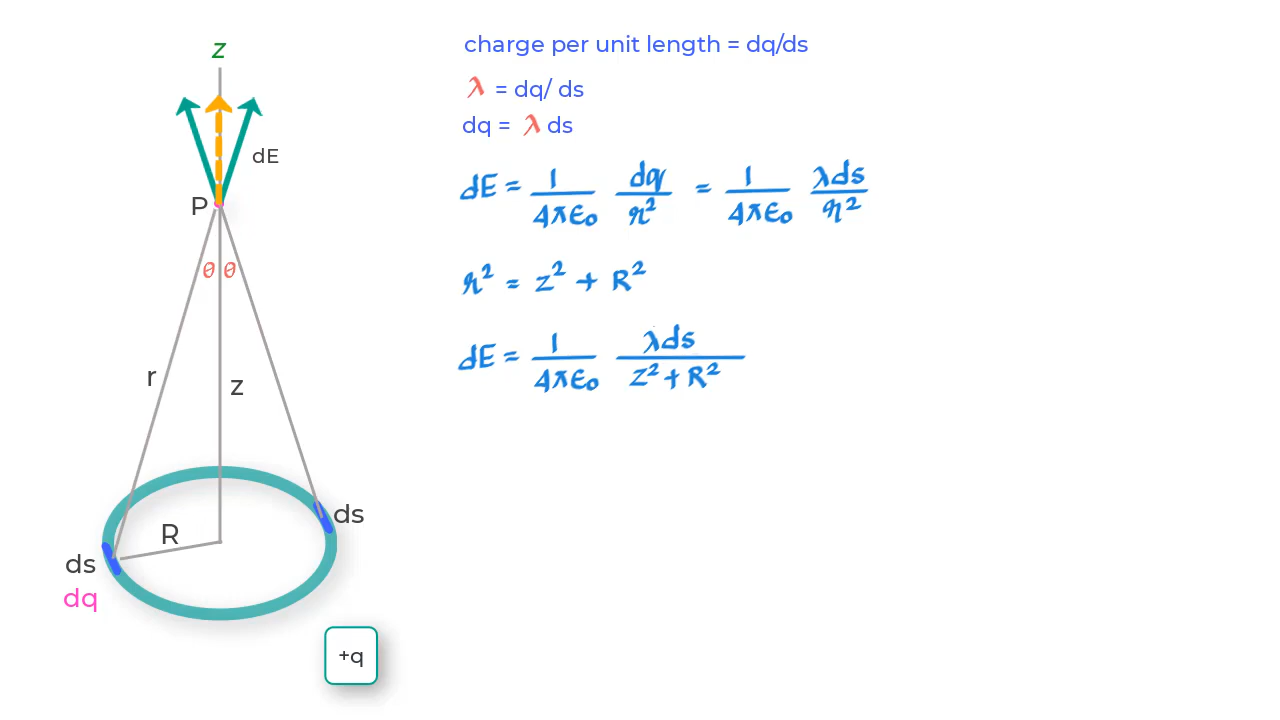 z
dE
P
θ θ
r
z
R
ds
ds
dq
+q
charge per unit length = dq/ds
λ = dq/ ds
dq = λ ds
dE = 1/4πε₀ dq/r² = 1/4πε₀ λds/r²
r² = z² + R²
dE = 1/4πε₀ λds/z² + R²